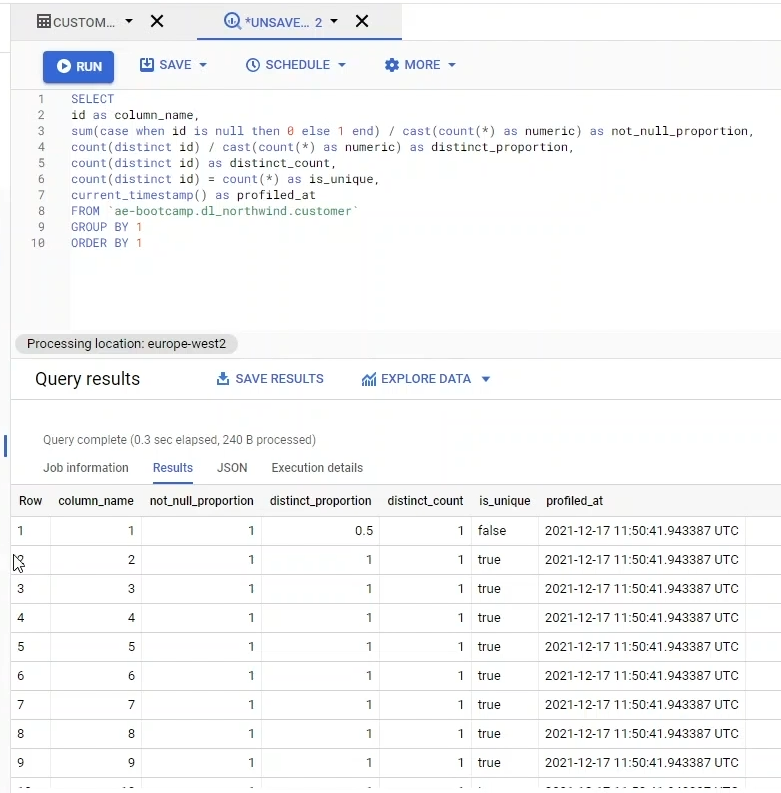 CUSTOM... *UNSAVE... 2
RUN SAVE SCHEDULE MORE
1 SELECT
2 id as column_name,
3 sum(case when id is null then 0 else 1 end) / cast(count(*) as numeric) as not_null_proportion,
4 count(distinct id) / cast(count(*) as numeric) as distinct_proportion,
5 count(distinct id) as distinct_count,
6 count(distinct id) = count(*) as is_unique,
7 current_timestamp() as profiled_at
8 FROM `ae-bootcamp.dl_northwind.customer`
9 GROUP BY 1
10 ORDER BY 1
Processing location: europe-west2
Query results SAVE RESULTS EXPLORE DATA
Query complete (0.3 sec elapsed, 240 B processed)
Job information Results JSON Execution details
Row column_name not_null_proportion distinct_proportion distinct_count is_unique profiled_at
1 1 1 0.5 1 false 2021-12-17 11:50:41.943387 UTC
2 1 1 1 true 2021-12-17 11:50:41.943387 UTC
3 3 1 1 1 true 2021-12-17 11:50:41.943387 UTC
4 4 1 1 1 true 2021-12-17 11:50:41.943387 UTC
5 5 1 1 1 true 2021-12-17 11:50:41.943387 UTC
6 6 1 1 1 true 2021-12-17 11:50:41.943387 UTC
7 7 1 1 1 true 2021-12-17 11:50:41.943387 UTC
8 8 1 1 1 true 2021-12-17 11:50:41.943387 UTC
9 9 1 1 1 true 2021-12-17 11:50:41.943387 UTC